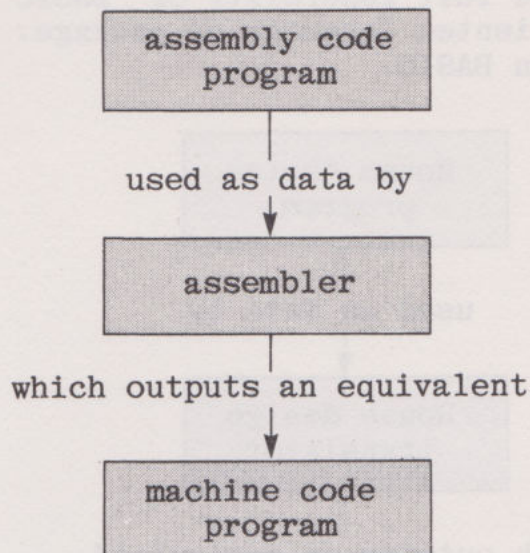 assembly code
program
used as data by
assembler
which outputs an equivalent
machine code
program